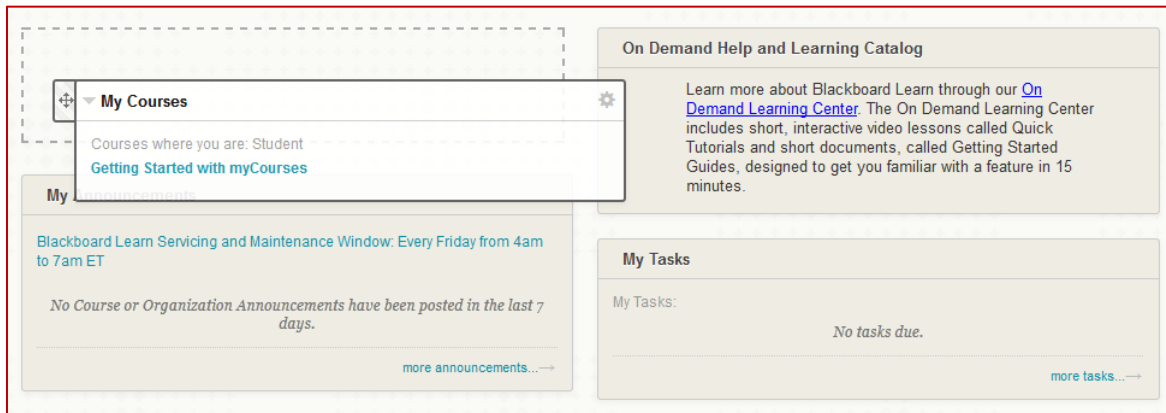 My Courses
Courses where you are: Student
Getting Started with myCourses
My Announcements
Blackboard Learn Servicing and Maintenance Window: Every Friday from 4am
to 7am ET
No Course or Organization Announcements have been posted in the last 7
days.
more announcements...→
On Demand Help and Learning Catalog
Learn more about Blackboard Learn through our On
Demand Learning Center. The On Demand Learning Center
includes short, interactive video lessons called Quick
Tutorials and short documents, called Getting Started
Guides, designed to get you familiar with a feature in 15
minutes.
My Tasks
My Tasks:
No tasks due.
more tasks...→